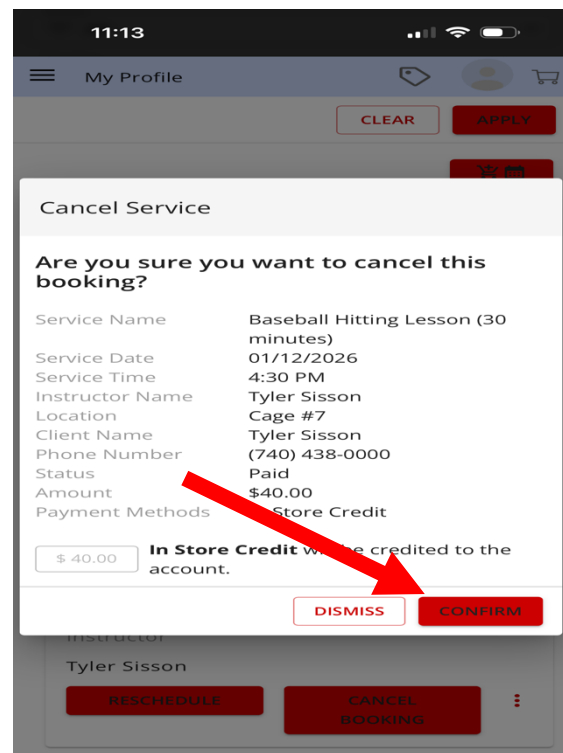 11:13
My Profile
CLEAR
APPLY
Cancel Service
Are you sure you want to cancel this
booking?
Service Name Baseball Hitting Lesson (30
minutes)
Service Date 01/12/2026
Service Time 4:30 PM
Instructor Name Tyler Sisson
Location Cage #7
Client Name Tyler Sisson
Phone Number (740) 438-0000
Status Paid
Amount $40.00
Payment Methods Store Credit
$ 40.00 In Store Credit credited to the
account.
DISMISS CONFIRM
Instructor
Tyler Sisson
RESCHEDULE CANCEL
BOOKING